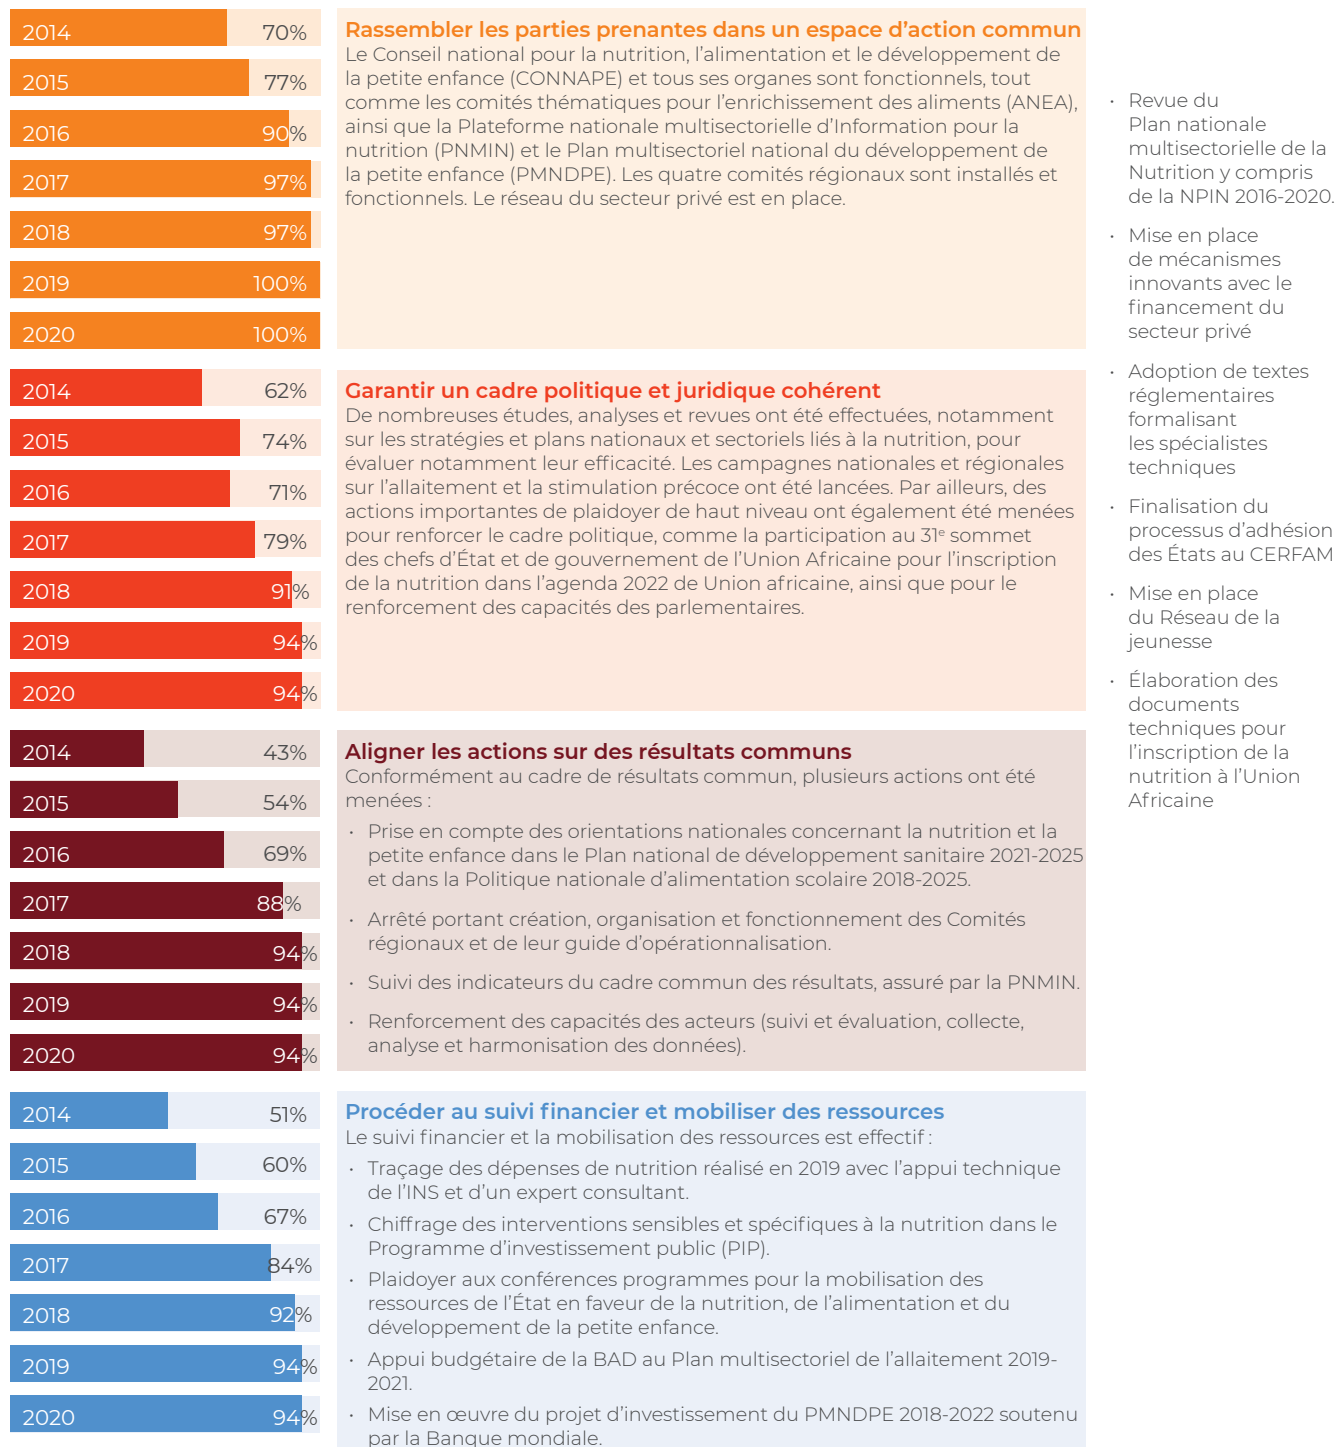 2014 70%
2015 77%
2016 90%
2017 97%
2018 97%
2019 100%
2020 100%
Rassembler les parties prenantes dans un espace d’action commun
Le Conseil national pour la nutrition, l’alimentation et le développement de
la petite enfance (CONNAPE) et tous ses organes sont fonctionnels, tout
comme les comités thématiques pour l’enrichissement des aliments (ANEA),
ainsi que la Plateforme nationale multisectorielle d’Information pour la
nutrition (PNMIN) et le Plan multisectoriel national du développement de
la petite enfance (PMNDPE). Les quatre comités régionaux sont installés et
fonctionnels. Le réseau du secteur privé est en place.
2014 62%
2015 74%
2016 71%
2017 79%
2018 91%
2019 94%
2020 94%
Garantir un cadre politique et juridique cohérent
De nombreuses études, analyses et revues ont été effectuées, notamment
sur les stratégies et plans nationaux et sectoriels liés à la nutrition, pour
évaluer notamment leur efficacité. Les campagnes nationales et régionales
sur l’allaitement et la stimulation précoce ont été lancées. Par ailleurs, des
actions importantes de plaidoyer de haut niveau ont également été menées
pour renforcer le cadre politique, comme la participation au 31e sommet
des chefs d’État et de gouvernement de l’Union Africaine pour l’inscription
de la nutrition dans l’agenda 2022 de Union africaine, ainsi que pour le
renforcement des capacités des parlementaires.
2014 43%
2015 54%
2016 69%
2017 88%
2018 94%
2019 94%
2020 94%
Aligner les actions sur des résultats communs
Conformément au cadre de résultats commun, plusieurs actions ont été
menées :
• Prise en compte des orientations nationales concernant la nutrition et la
petite enfance dans le Plan national de développement sanitaire 2021-2025
et dans la Politique nationale d’alimentation scolaire 2018-2025.
• Arrêté portant création, organisation et fonctionnement des Comités
régionaux et de leur guide d’opérationnalisation.
• Suivi des indicateurs du cadre commun des résultats, assuré par la PNMIN.
• Renforcement des capacités des acteurs (suivi et évaluation, collecte,
analyse et harmonisation des données).
2014 51%
2015 60%
2016 67%
2017 84%
2018 92%
2019 94%
2020 94%
Procéder au suivi financier et mobiliser des ressources
Le suivi financier et la mobilisation des ressources est effectif :
• Traçage des dépenses de nutrition réalisé en 2019 avec l’appui technique
de l’INS et d’un expert consultant.
• Chiffrage des interventions sensibles et spécifiques à la nutrition dans le
Programme d’investissement public (PIP).
• Plaidoyer aux conférences programmes pour la mobilisation des
ressources de l’État en faveur de la nutrition, de l’alimentation et du
développement de la petite enfance.
• Appui budgétaire de la BAD au Plan multisectoriel de l’allaitement 2019-
2021.
• Mise en œuvre du projet d’investissement du PMNDPE 2018-2022 soutenu
par la Banque mondiale.
• Revue du
Plan nationale
multisectorielle de la
Nutrition y compris
de la NPIN 2016-2020.
• Mise en place
de mécanismes
innovants avec le
financement du
secteur privé
• Adoption de textes
réglementaires
formalisant
les spécialistes
techniques
• Finalisation du
processus d’adhésion
des États au CERFAM
• Mise en place
du Réseau de la
jeunesse
• Élaboration des
documents
techniques pour
l’inscription de la
nutrition à l’Union
Africaine